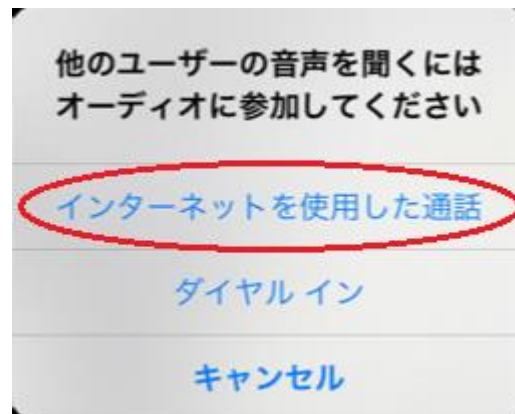 他のユーザーの音声を聞くには
オーディオに参加してください
インターネットを使用した通話
ダイヤル イン
キャンセル